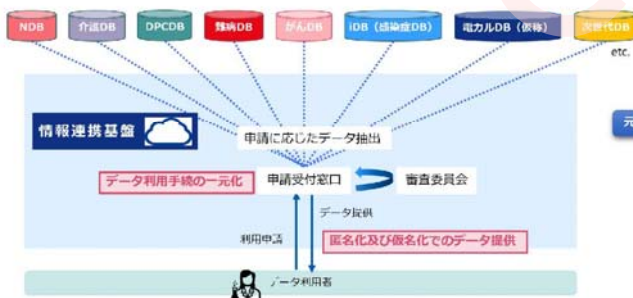 NDB
介護DB
DPCDB
難病DB
がんDB
iDB（感染症DB）
電カルDB（仮称）
次世代DB
etc.
情報連携基盤
申請に応じたデータ抽出
元
データ利用手続の一元化
申請受付窓口
審査委員会
データ提供
利用申請
匿名化及び仮名化でのデータ提供
データ利用者